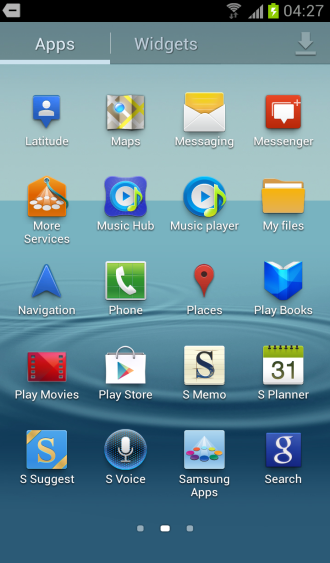 04:27
Apps Widgets
Latitude Maps Messaging Messenger
More Services Music Hub Music player My files
Navigation Phone Places Play Books
Play Movies Play Store S Memo S Planner
31
S Suggest S Voice Samsung Apps Search